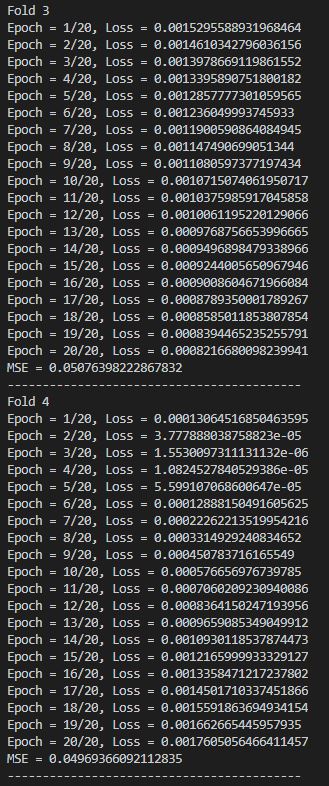 Fold 3
Epoch = 1/20, Loss = 0.0015295588931968464
Epoch = 2/20, Loss = 0.0014610342796036156
Epoch = 3/20, Loss = 0.0013978669119861552
Epoch = 4/20, Loss = 0.0013395890751800182
Epoch = 5/20, Loss = 0.0012857777301059565
Epoch = 6/20, Loss = 0.001236049993745933
Epoch = 7/20, Loss = 0.0011900590864084945
Epoch = 8/20, Loss = 0.001147490699051344
Epoch = 9/20, Loss = 0.0011080597377197434
Epoch = 10/20, Loss = 0.0010715074061950717
Epoch = 11/20, Loss = 0.0010375985917045858
Epoch = 12/20, Loss = 0.0010061195220129066
Epoch = 13/20, Loss = 0.0009768756653996665
Epoch = 14/20, Loss = 0.0009496898479338966
Epoch = 15/20, Loss = 0.0009244005650967946
Epoch = 16/20, Loss = 0.0009008604671966084
Epoch = 17/20, Loss = 0.0008789350001789267
Epoch = 18/20, Loss = 0.0008585011853807854
Epoch = 19/20, Loss = 0.0008394465235255791
Epoch = 20/20, Loss = 0.0008216680098239941
MSE = 0.05076398222867832
------------------------------------------
Fold 4
Epoch = 1/20, Loss = 0.00013064516850463595
Epoch = 2/20, Loss = 3.777888038758823e-05
Epoch = 3/20, Loss = 1.5530097311131132e-06
Epoch = 4/20, Loss = 1.0824527840529386e-05
Epoch = 5/20, Loss = 5.599107068600647e-05
Epoch = 6/20, Loss = 0.00012888150491605625
Epoch = 7/20, Loss = 0.00022262213519954216
Epoch = 8/20, Loss = 0.0003314929240834652
Epoch = 9/20, Loss = 0.000450783716165549
Epoch = 10/20, Loss = 0.000576656976739785
Epoch = 11/20, Loss = 0.0007060209230940086
Epoch = 12/20, Loss = 0.0008364150247193956
Epoch = 13/20, Loss = 0.0009659085349049912
Epoch = 14/20, Loss = 0.0010930118537874473
Epoch = 15/20, Loss = 0.0012165999933329127
Epoch = 16/20, Loss = 0.0013358471217237802
Epoch = 17/20, Loss = 0.0014501710337451866
Epoch = 18/20, Loss = 0.0015591863694934154
Epoch = 19/20, Loss = 0.001662665445957935
Epoch = 20/20, Loss = 0.0017605056466411457
MSE = 0.04969366092112835
------------------------------------------